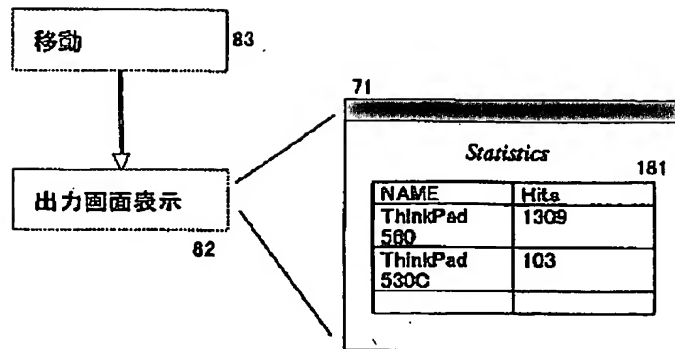 移動
83
出力画面表示
82
71
Statistics
181
NAME Hits
ThinkPad 1309
560
ThinkPad 103
530C